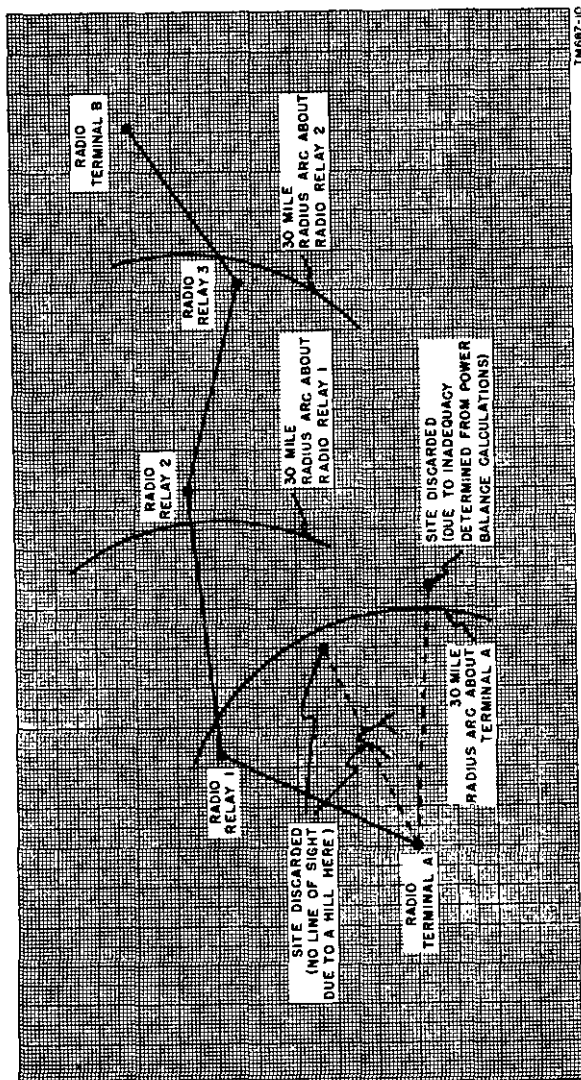 RADIO
TERMINAL B
RADIO
RELAY 3
30 MILE
RADIUS ARC ABOUT
RADIO RELAY 2
RADIO
RELAY 2
30 MILE
RADIUS ARC ABOUT
RADIO RELAY 1
RADIO
RELAY 1
SITE DISCARDED
(NO LINE OF SIGHT
DUE TO A HILL HERE)
RADIO
TERMINAL A
30 MILE
RADIUS ARC ABOUT
TERMINAL A
SITE DISCARDED
(DUE TO INADEQUACY
DETERMINED FROM POWER
BALANCE CALCULATIONS)
TM687-10